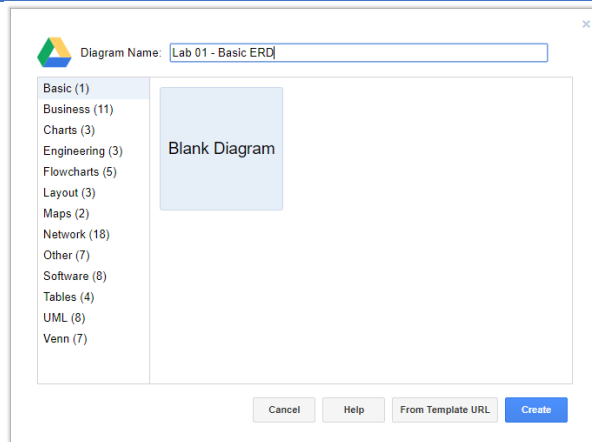 Diagram Name: Lab 01 - Basic ERD
Basic (1)
Business (11)
Charts (3)
Engineering (3)
Flowcharts (5)
Layout (3)
Maps (2)
Network (18)
Other (7)
Software (8)
Tables (4)
UML (8)
Venn (7)
Blank Diagram
Cancel Help From Template URL Create